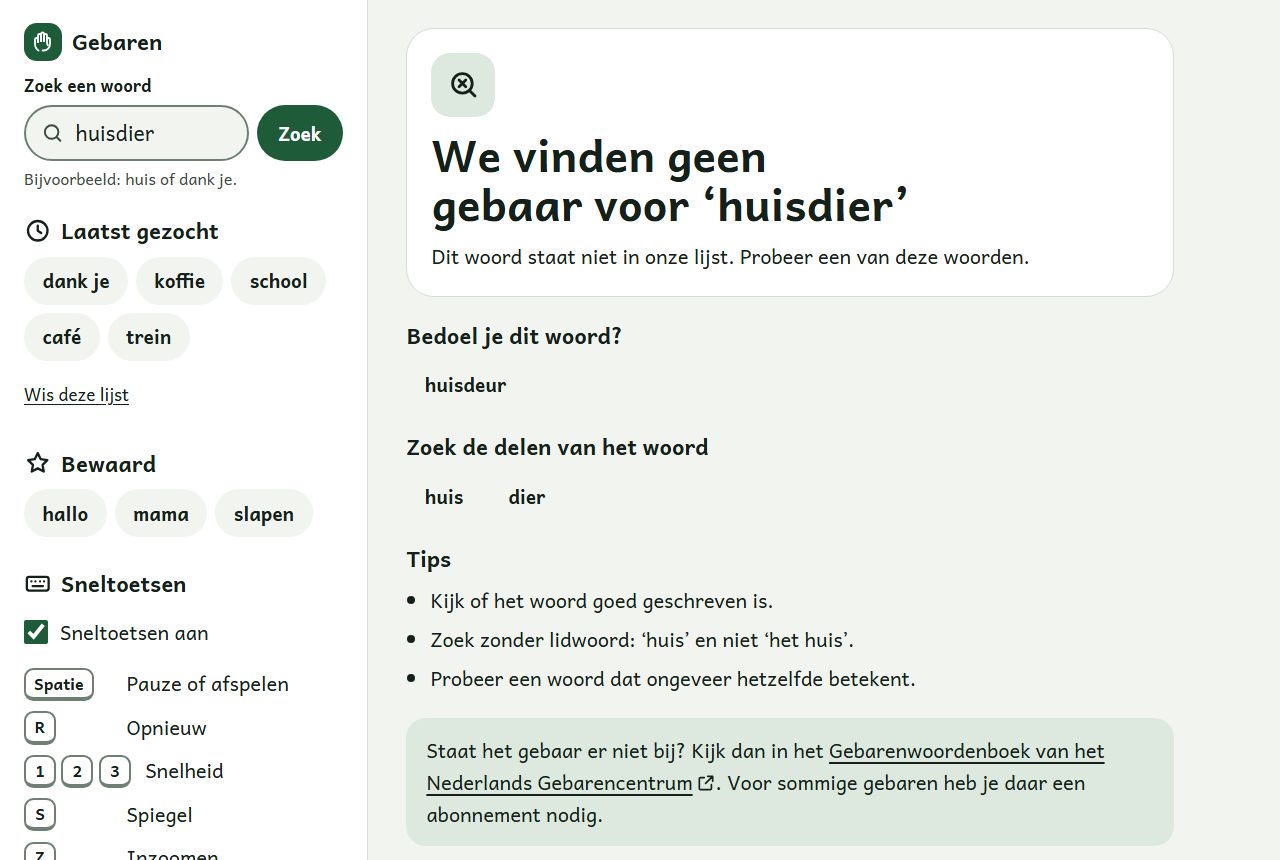 Gebaren
Zoek een woord
huisdier
Zoek
Bijvoorbeeld: huis of dank je.
Laatst gezocht
dank je
koffie
school
café
trein
Wis deze lijst
Bewaard
hallo
mama
slapen
Sneltoetsen
Sneltoetsen aan
Spatie Pauze of afspelen
R Opnieuw
1 2 3 Snelheid
S Spiegel
Z Inzoomen
We vinden geen
gebaar voor ‘huisdier’
Dit woord staat niet in onze lijst. Probeer een van deze woorden.
Bedoel je dit woord?
huisdeur
Zoek de delen van het woord
huis
dier
Tips
Kijk of het woord goed geschreven is.
Zoek zonder lidwoord: ‘huis’ en niet ‘het huis’.
Probeer een woord dat ongeveer hetzelfde betekent.
Staat het gebaar er niet bij? Kijk dan in het Gebarenwoordenboek van het
Nederlands Gebarencentrum. Voor sommige gebaren heb je daar een
abonnement nodig.